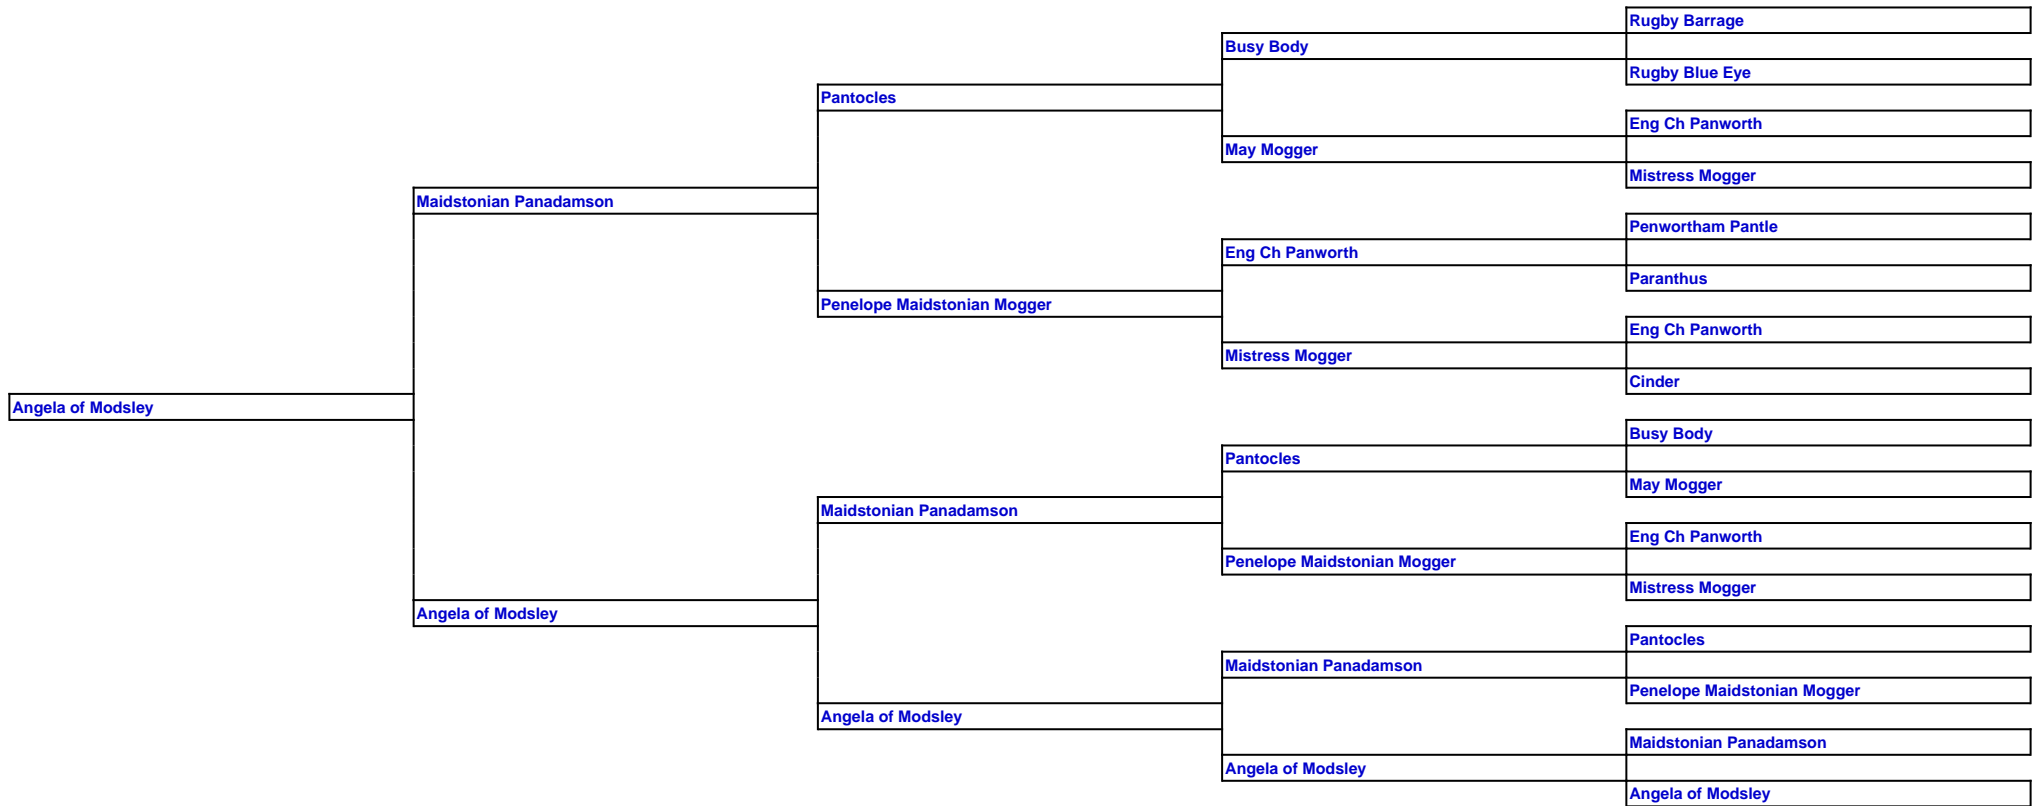 Rugby Barrage
Busy Body
Rugby Blue Eye
Pantocles
Eng Ch Panworth
May Mogger
Mistress Mogger
Maidstonian Panadamson
Penwortham Pantle
Eng Ch Panworth
Paranthus
Penelope Maidstonian Mogger
Eng Ch Panworth
Mistress Mogger
Cinder
Angela of Modsley
Busy Body
Pantocles
May Mogger
Maidstonian Panadamson
Eng Ch Panworth
Penelope Maidstonian Mogger
Mistress Mogger
Angela of Modsley
Pantocles
Maidstonian Panadamson
Penelope Maidstonian Mogger
Angela of Modsley
Maidstonian Panadamson
Angela of Modsley
Angela of Modsley